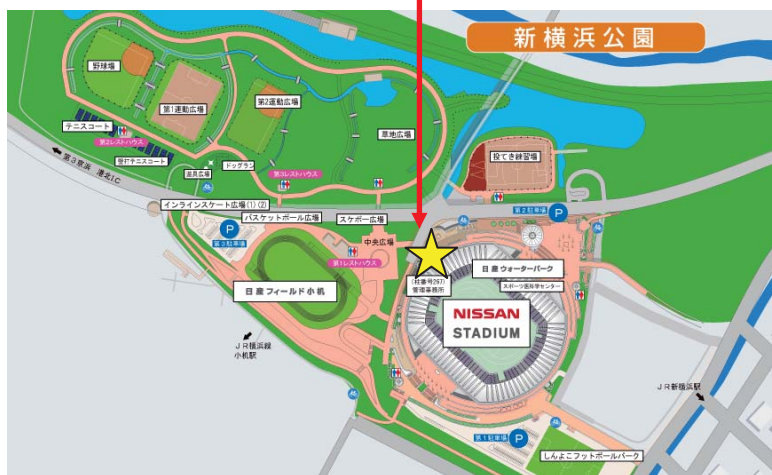 新横浜公園
野球場
第1運動広場
第2運動広場
草地広場
テニスコート
第2レストハウス
壁打テニスコート
ドッグラン
遊具広場
第3レストハウス
投てき練習場
第3京浜 港北IC
インラインスケート広場(1)(2)
バスケットボール広場
スケボー広場
第2駐車場
P
P
第3駐車場
中央広場
第1レストハウス
(柱番号297)
管理事務所
日産ウォーターパーク
スポーツ医科学センター
日産フィールド小机
NISSAN
STADIUM
JR横浜線
小机駅
JR新横浜駅
第1駐車場
P
しんよこフットボールパーク